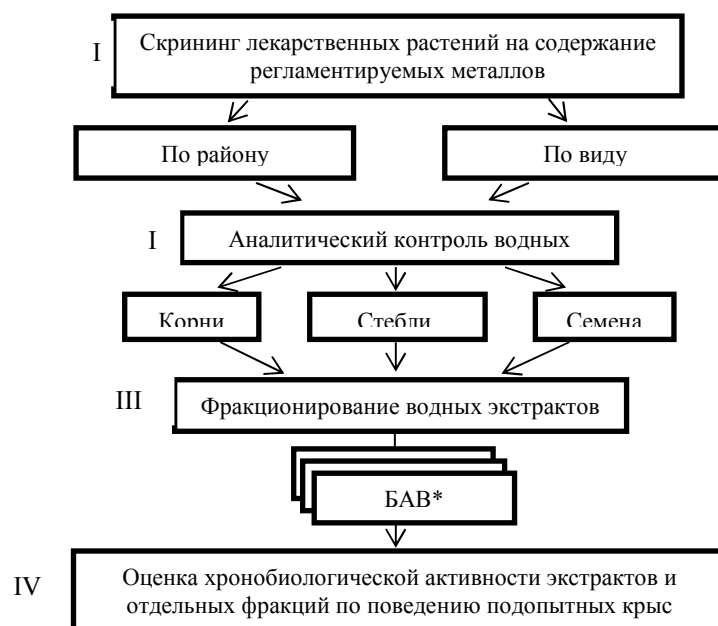 I
Скрининг лекарственных растений на содержание
регламентируемых металлов
По району
По виду
I
Аналитический контроль водных
Корни
Стебли
Семена
III
Фракционирование водных экстрактов
БАВ*
IV
Оценка хронобиологической активности экстрактов и
отдельных фракций по поведению подопытных крыс